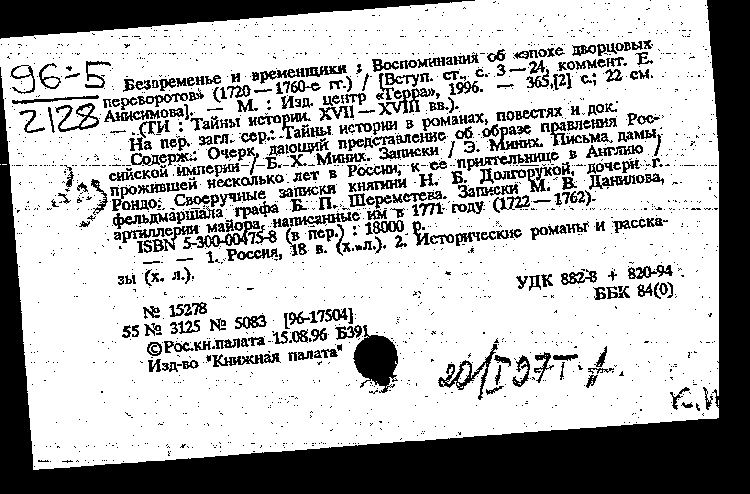 96-5
2128
Безвременье и временщики : Воспоминания об «эпохе дворцовых
переворотов» (1720—1760-е гг.) / [Вступ. ст., с. 3—24, коммент. Е.
Анисимова]. — М. : Изд. центр «Терра», 1996. — 365,[2] с.; 22 см.
— (ТИ : Тайны истории. XVII—XVIII вв.).
На пер. загл. сер.: Тайны истории в романах, повестях и док.
Содерж.: Очерк, дающий представление об образе правления Рос-
сийской империи / Б. Х. Миних. Записки / Э. Миних. Письма дамы,
прожившей несколько лет в России, к ее приятельнице в Англию /
Рондо. Своеручные записки княгини Н. Б. Долгорукой, дочери г.
фельдмаршала графа Б. П. Шереметева. Записки М. В. Данилова,
артиллерии майора, написанные им в 1771 году (1722—1762).
ISBN 5-300-00475-8 (в пер.) : 18000 р.
— — 1. Россия, 18 в. (х.л.). 2. Исторические романы и расска-
зы (х. л.).
УДК 882-8 + 820-94
ББК 84(0)
№ 15278
55 № 3125 № 5083 [96-17504]
©Рос.кн.палата 15.08.96 Б391
Изд-во "Книжная палата"
20/I 97г.